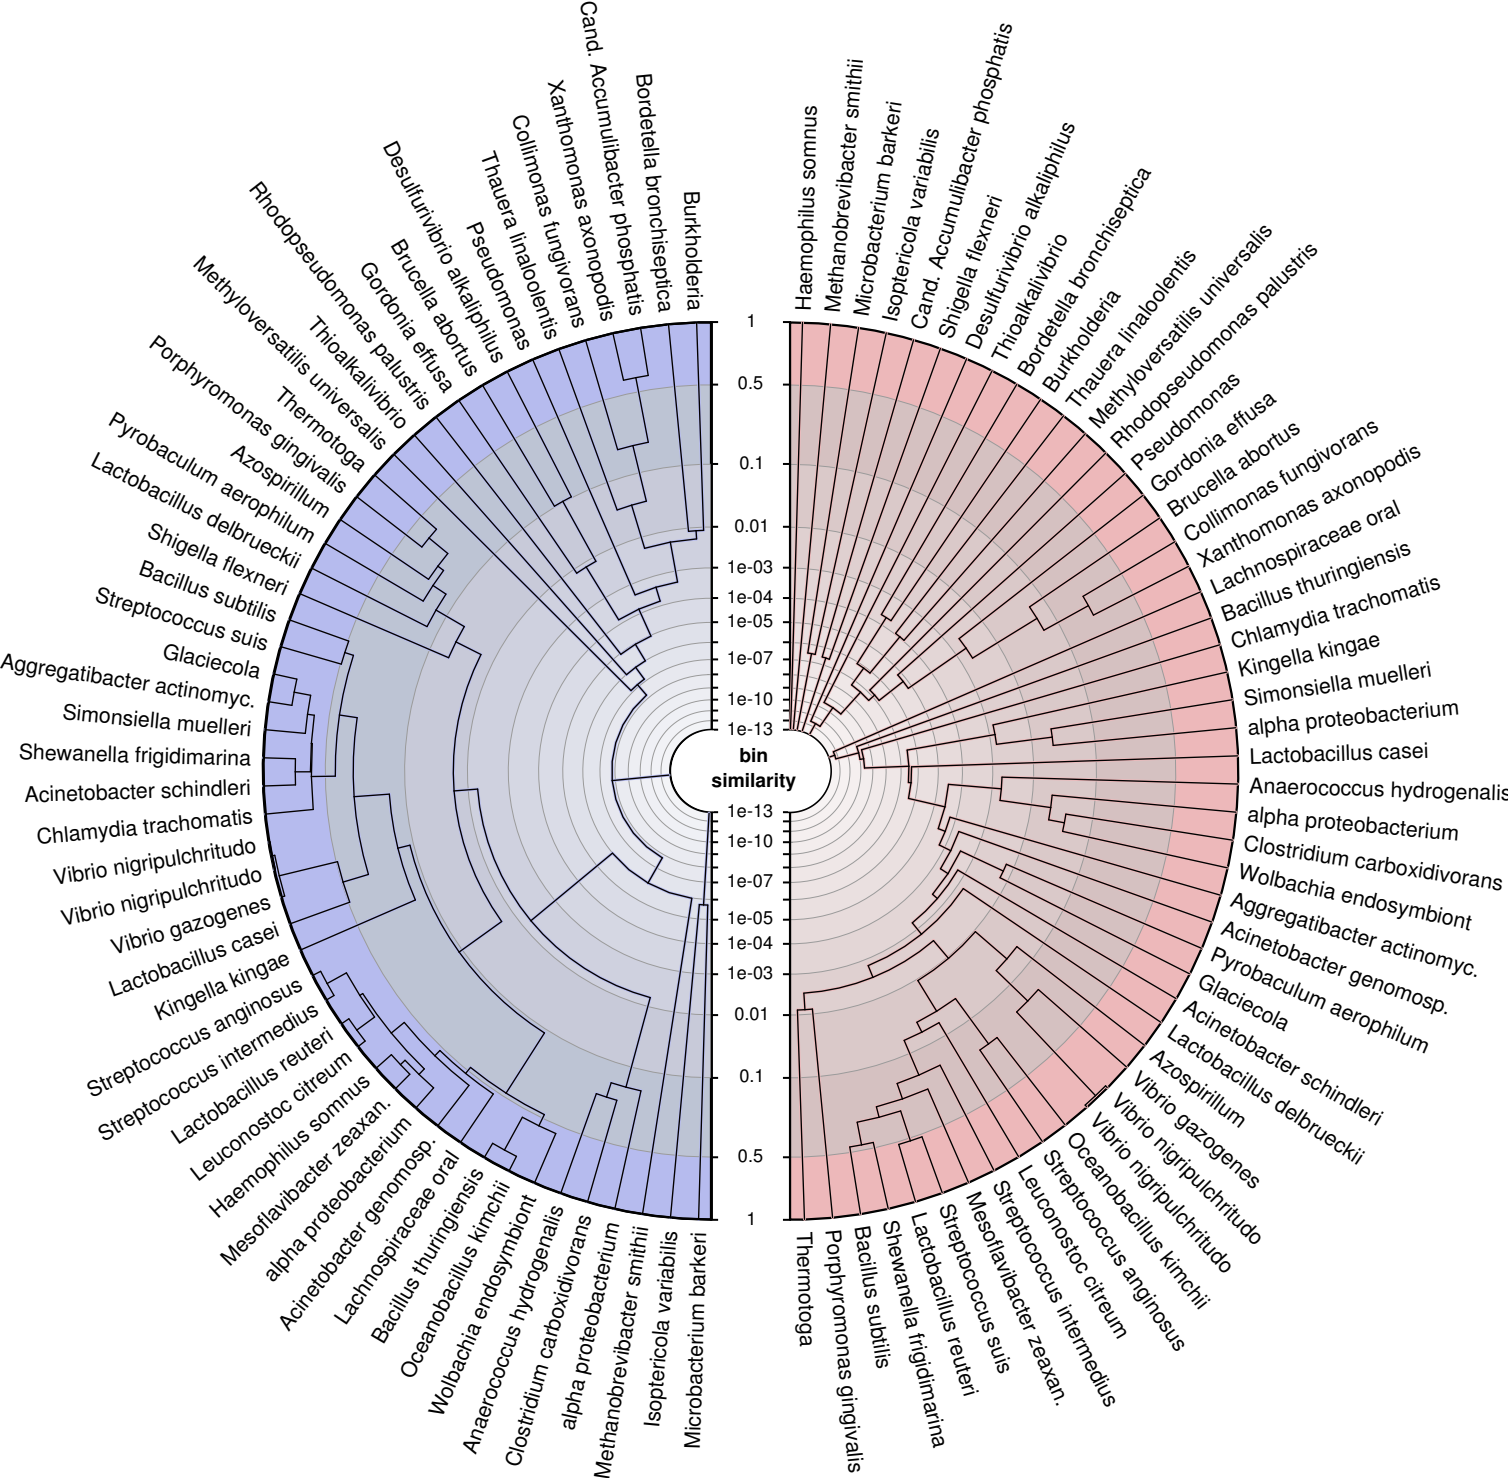 Burkholderia
Bordetella bronchiseptica
Cand. Accumulibacter phosphatis
Xanthomonas axonopodis
Collimonas fungivorans
Thauera linaloolentis
Pseudomonas
Desulfurivibrio alkaliphilus
Brucella abortus
Gordonia effusa
Rhodopseudomonas palustris
Thioalkalivibrio
Methyloversatilis universalis
Thermotoga
Porphyromonas gingivalis
Azospirillum
Pyrobaculum aerophilum
Lactobacillus delbrueckii
Shigella flexneri
Bacillus subtilis
Streptococcus suis
Glaciecola
Aggregatibacter actinomyc.
Simonsiella muelleri
Shewanella frigidimarina
Acinetobacter schindleri
Chlamydia trachomatis
Vibrio nigripulchritudo
Vibrio nigripulchritudo
Vibrio gazogenes
Lactobacillus casei
Kingella kingae
Streptococcus anginosus
Streptococcus intermedius
Lactobacillus reuteri
Leuconostoc citreum
Haemophilus somnus
Mesoflavibacter zeaxan.
alpha proteobacterium
Acinetobacter genomosp.
Lachnospiraceae oral
Bacillus thuringiensis
Oceanobacillus kimchii
Wolbachia endosymbiont
Anaerococcus hydrogenalis
Clostridium carboxidivorans
alpha proteobacterium
Methanobrevibacter smithii
Isoptericola variabilis
Microbacterium barkeri
1
0.5
0.1
0.01
1e-03
1e-04
1e-05
1e-07
1e-10
1e-13
bin
similarity
1e-13
1e-10
1e-07
1e-05
1e-04
1e-03
0.01
0.1
0.5
1
Haemophilus somnus
Methanobrevibacter smithii
Microbacterium barkeri
Isoptericola variabilis
Cand. Accumulibacter phosphatis
Shigella flexneri
Desulfurivibrio alkaliphilus
Thioalkalivibrio
Bordetella bronchiseptica
Burkholderia
Thauera linaloolentis
Methyloversatilis universalis
Rhodopseudomonas palustris
Pseudomonas
Gordonia effusa
Brucella abortus
Collimonas fungivorans
Xanthomonas axonopodis
Lachnospiraceae oral
Bacillus thuringiensis
Chlamydia trachomatis
Kingella kingae
Simonsiella muelleri
alpha proteobacterium
Lactobacillus casei
Anaerococcus hydrogenalis
alpha proteobacterium
Clostridium carboxidivorans
Wolbachia endosymbiont
Aggregatibacter actinomyc.
Acinetobacter genomosp.
Pyrobaculum aerophilum
Glaciecola
Acinetobacter schindleri
Lactobacillus delbrueckii
Azospirillum
Vibrio gazogenes
Vibrio nigripulchritudo
Vibrio nigripulchritudo
Oceanobacillus kimchii
Streptococcus anginosus
Leuconostoc citreum
Streptococcus intermedius
Mesoflavibacter zeaxan.
Streptococcus suis
Lactobacillus reuteri
Shewanella frigidimarina
Bacillus subtilis
Porphyromonas gingivalis
Thermotoga